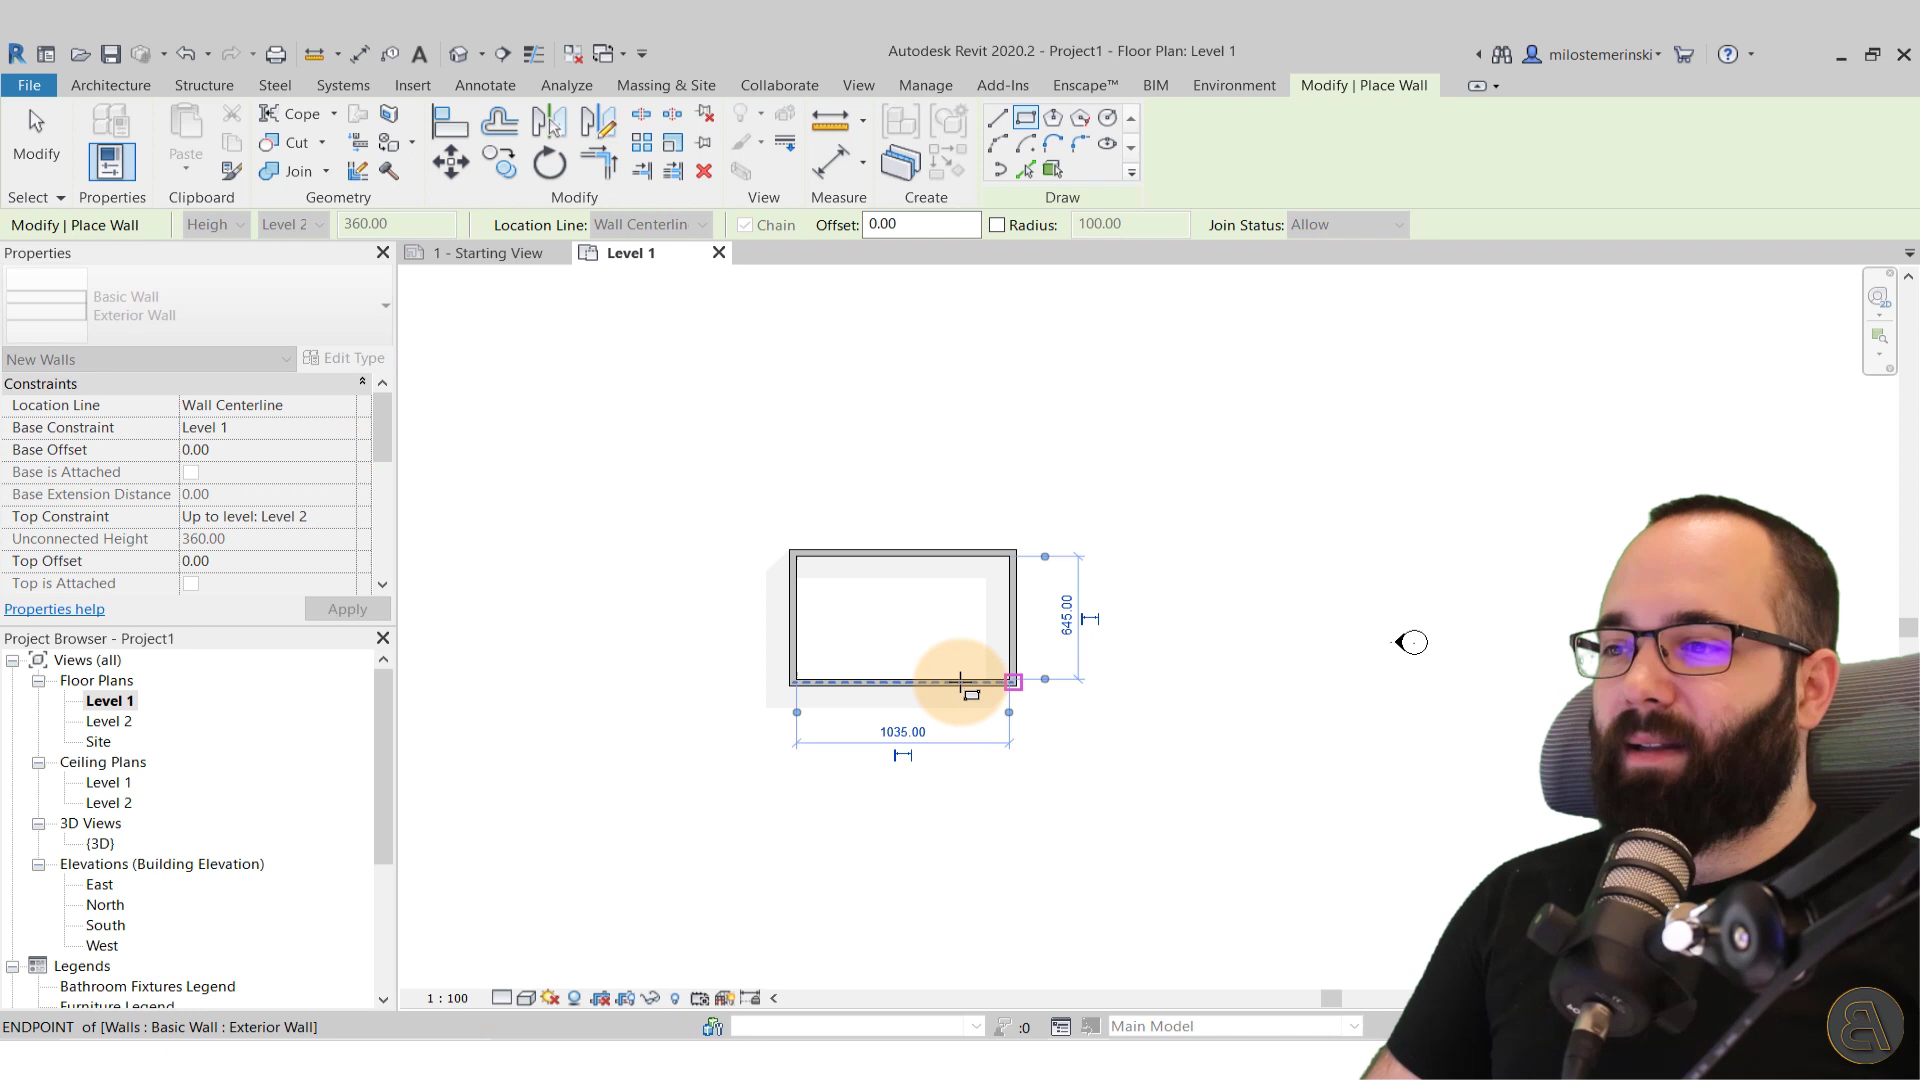 Autodesk Revit 2020.2 - Project1 - Floor Plan: Level 1
milostemerinski
File Architecture Structure Steel Systems Insert Annotate Analyze Massing & Site Collaborate View Manage Add-Ins Enscape™ BIM Environment Modify | Place Wall
Modify
Paste
Cope
Cut
Join
Select Properties Clipboard Geometry Modify View Measure Create Draw
Modify | Place Wall Heigh Level 2 360.00 Location Line: Wall Centerlin Chain Offset: 0.00 Radius: 100.00 Join Status: Allow
Properties
1 - Starting View
Level 1
2D
Basic Wall
Exterior Wall
New Walls Edit Type
Constraints
Location Line Wall Centerline
Base Constraint Level 1
Base Offset 0.00
Base is Attached
Base Extension Distance 0.00
Top Constraint Up to level: Level 2
Unconnected Height 360.00
Top Offset 0.00
Top is Attached
Properties help Apply
645.00
1035.00
Project Browser - Project1
Views (all)
Floor Plans
Level 1
Level 2
Site
Ceiling Plans
Level 1
Level 2
3D Views
{3D}
Elevations (Building Elevation)
East
North
South
West
Legends
Bathroom Fixtures Legend
Furniture Legend
1 : 100
ENDPOINT of [Walls : Basic Wall : Exterior Wall]
:0
Main Model